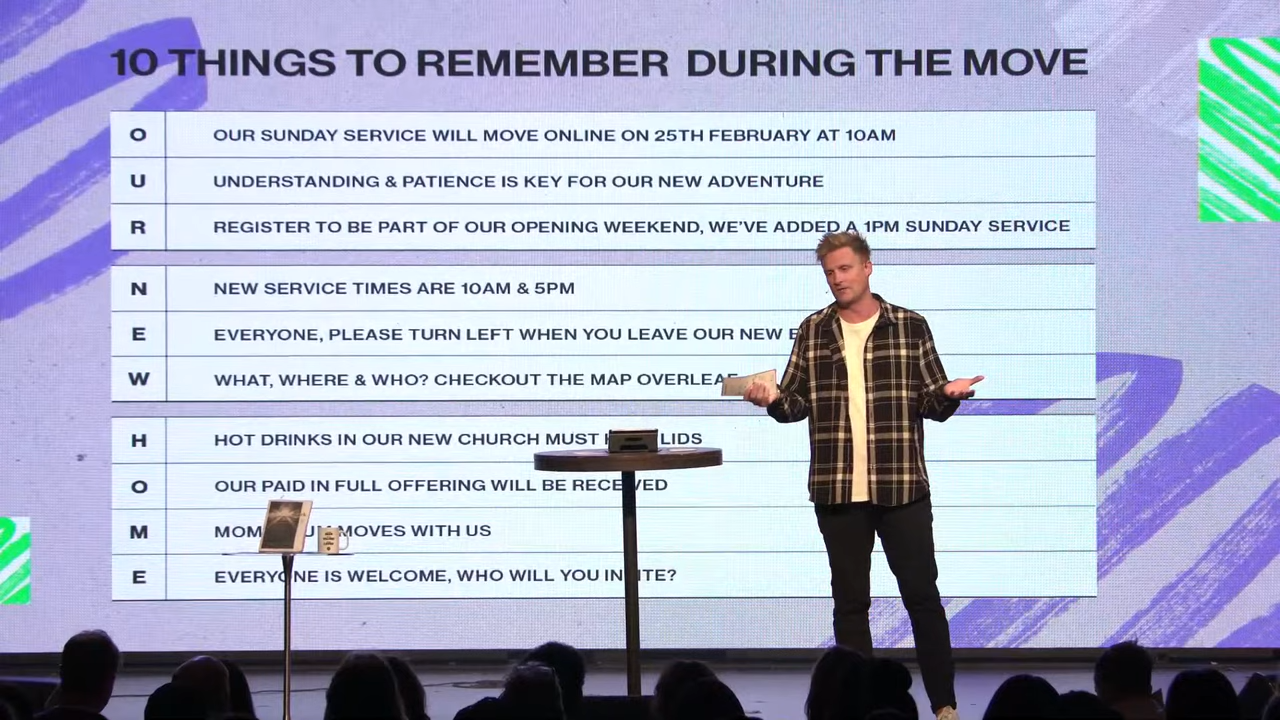 10 THINGS TO REMEMBER DURING THE MOVE
O OUR SUNDAY SERVICE WILL MOVE ONLINE ON 25TH FEBRUARY AT 10AM
U UNDERSTANDING & PATIENCE IS KEY FOR OUR NEW ADVENTURE
R REGISTER TO BE PART OF OUR OPENING WEEKEND, WE'VE ADDED A 1PM SUNDAY SERVICE
N NEW SERVICE TIMES ARE 10AM & 5PM
E EVERYONE, PLEASE TURN LEFT WHEN YOU LEAVE OUR NEW
W WHAT, WHERE & WHO? CHECKOUT THE MAP OVERLEAF
H HOT DRINKS IN OUR NEW CHURCH MUST LIDS
O OUR PAID IN FULL OFFERING WILL BE RECEIVED
M MOVES WITH US
E EVERYONE IS WELCOME, WHO WILL YOU INVITE?